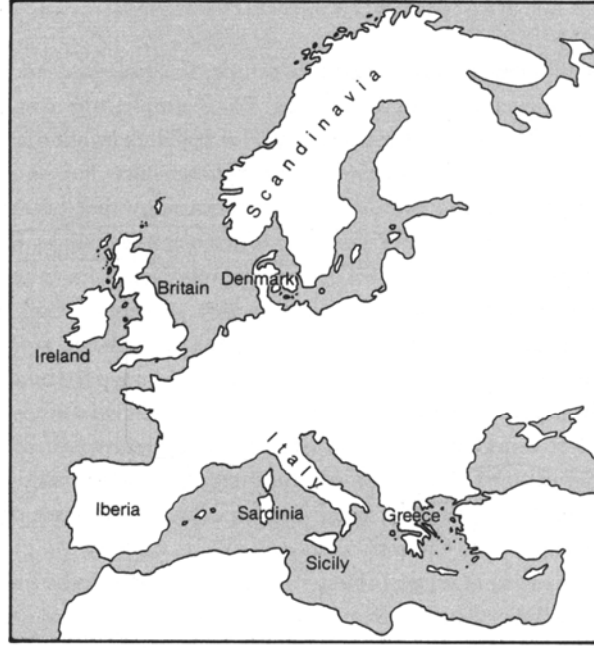 Scandinavia
Denmark
Britain
Ireland
Italy
Iberia
Sardinia
Greece
Sicily